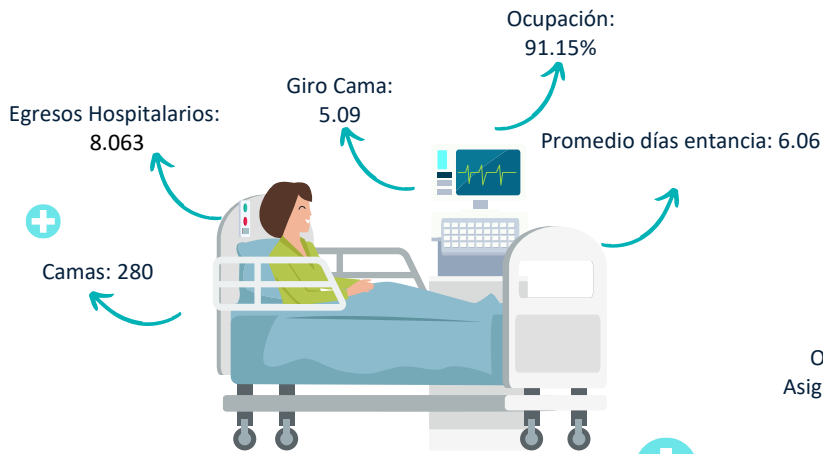 Ocupación:
91.15%
Giro Cama:
5.09
Egresos Hospitalarios:
8.063
Promedio días entancia: 6.06
Camas: 280